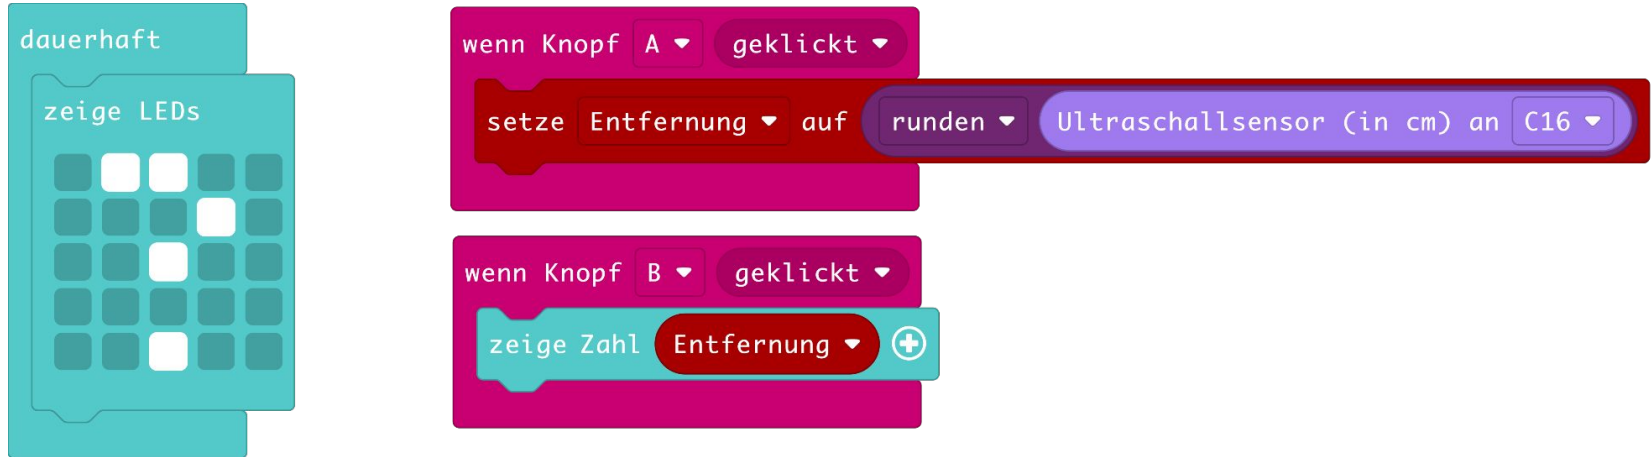 dauerhaft
zeige LEDs
wenn Knopf A geklickt
setze Entfernung auf runden Ultraschallsensor (in cm) an C16
wenn Knopf B geklickt
zeige Zahl Entfernung